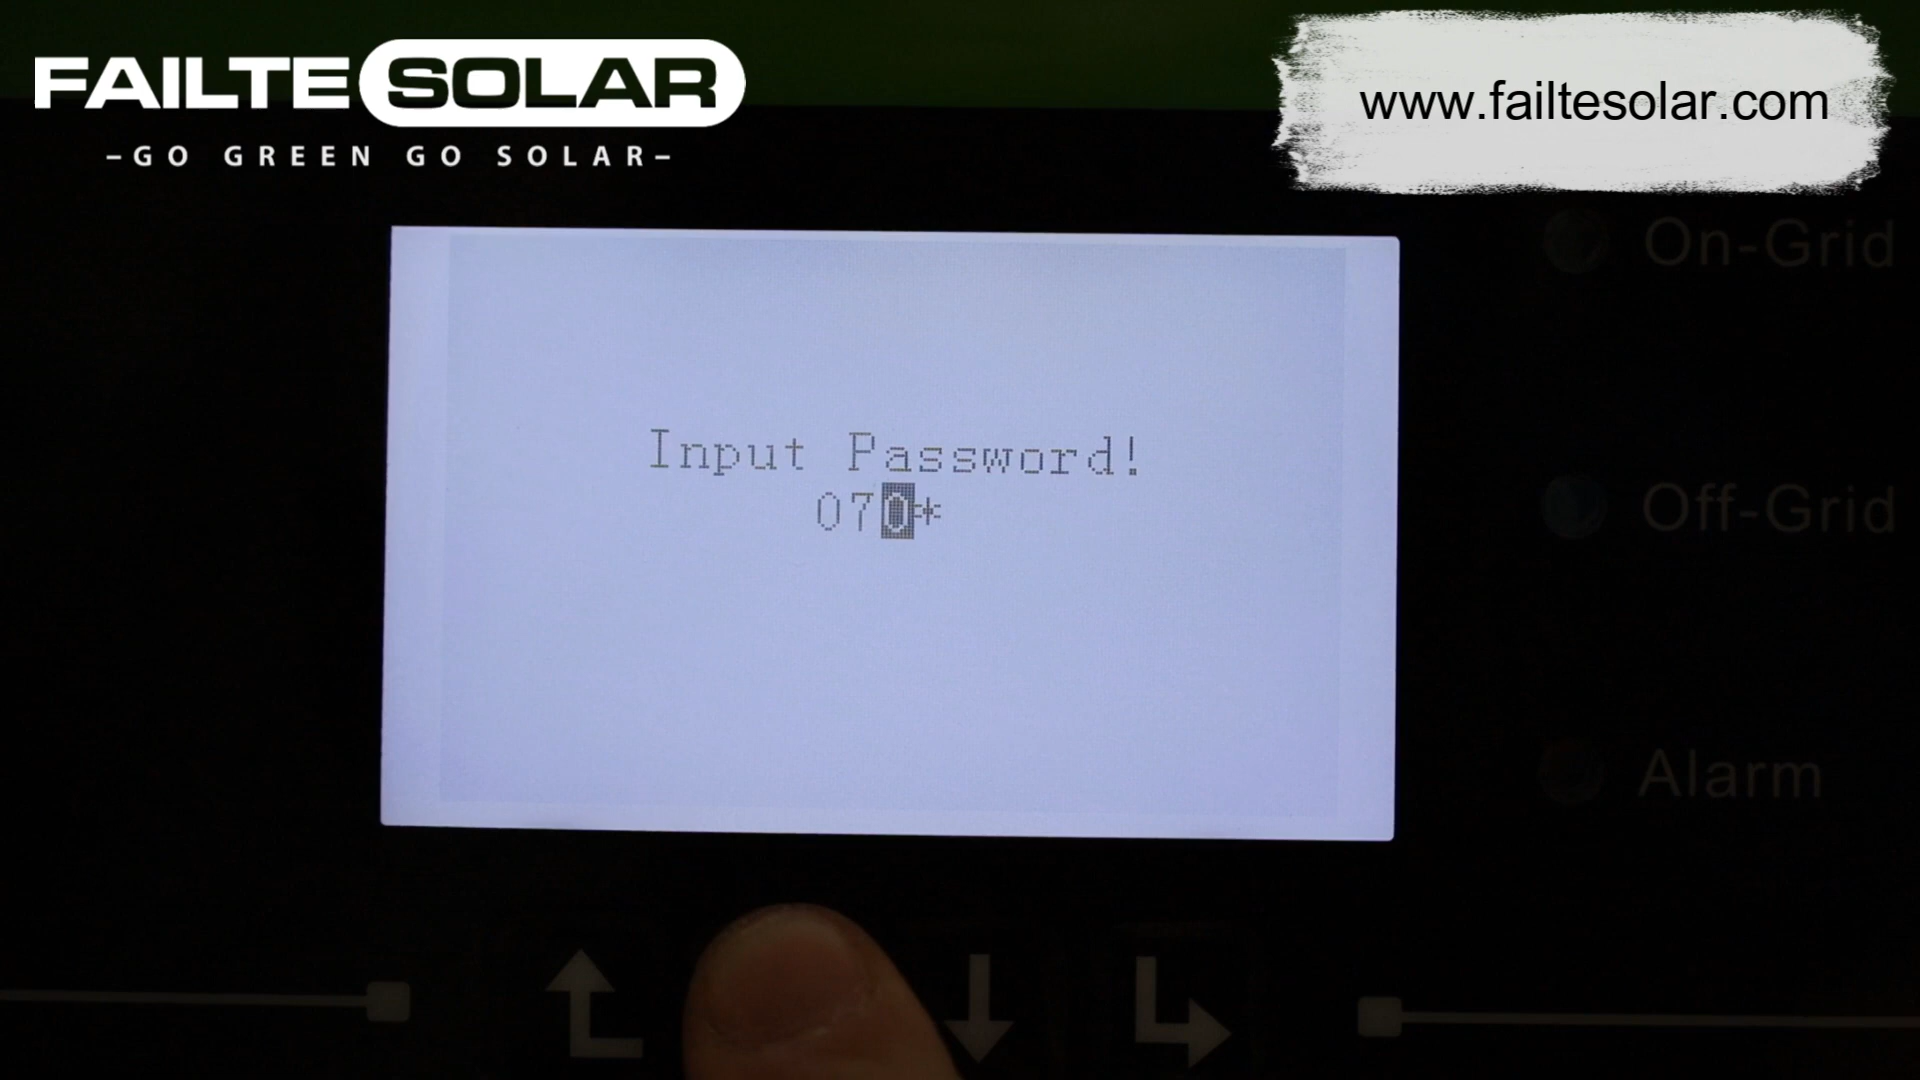 FAILTE SOLAR
-GO GREEN GO SOLAR-
www.failtesolar.com
On-Grid
Input Password!
070*
Off-Grid
Alarm